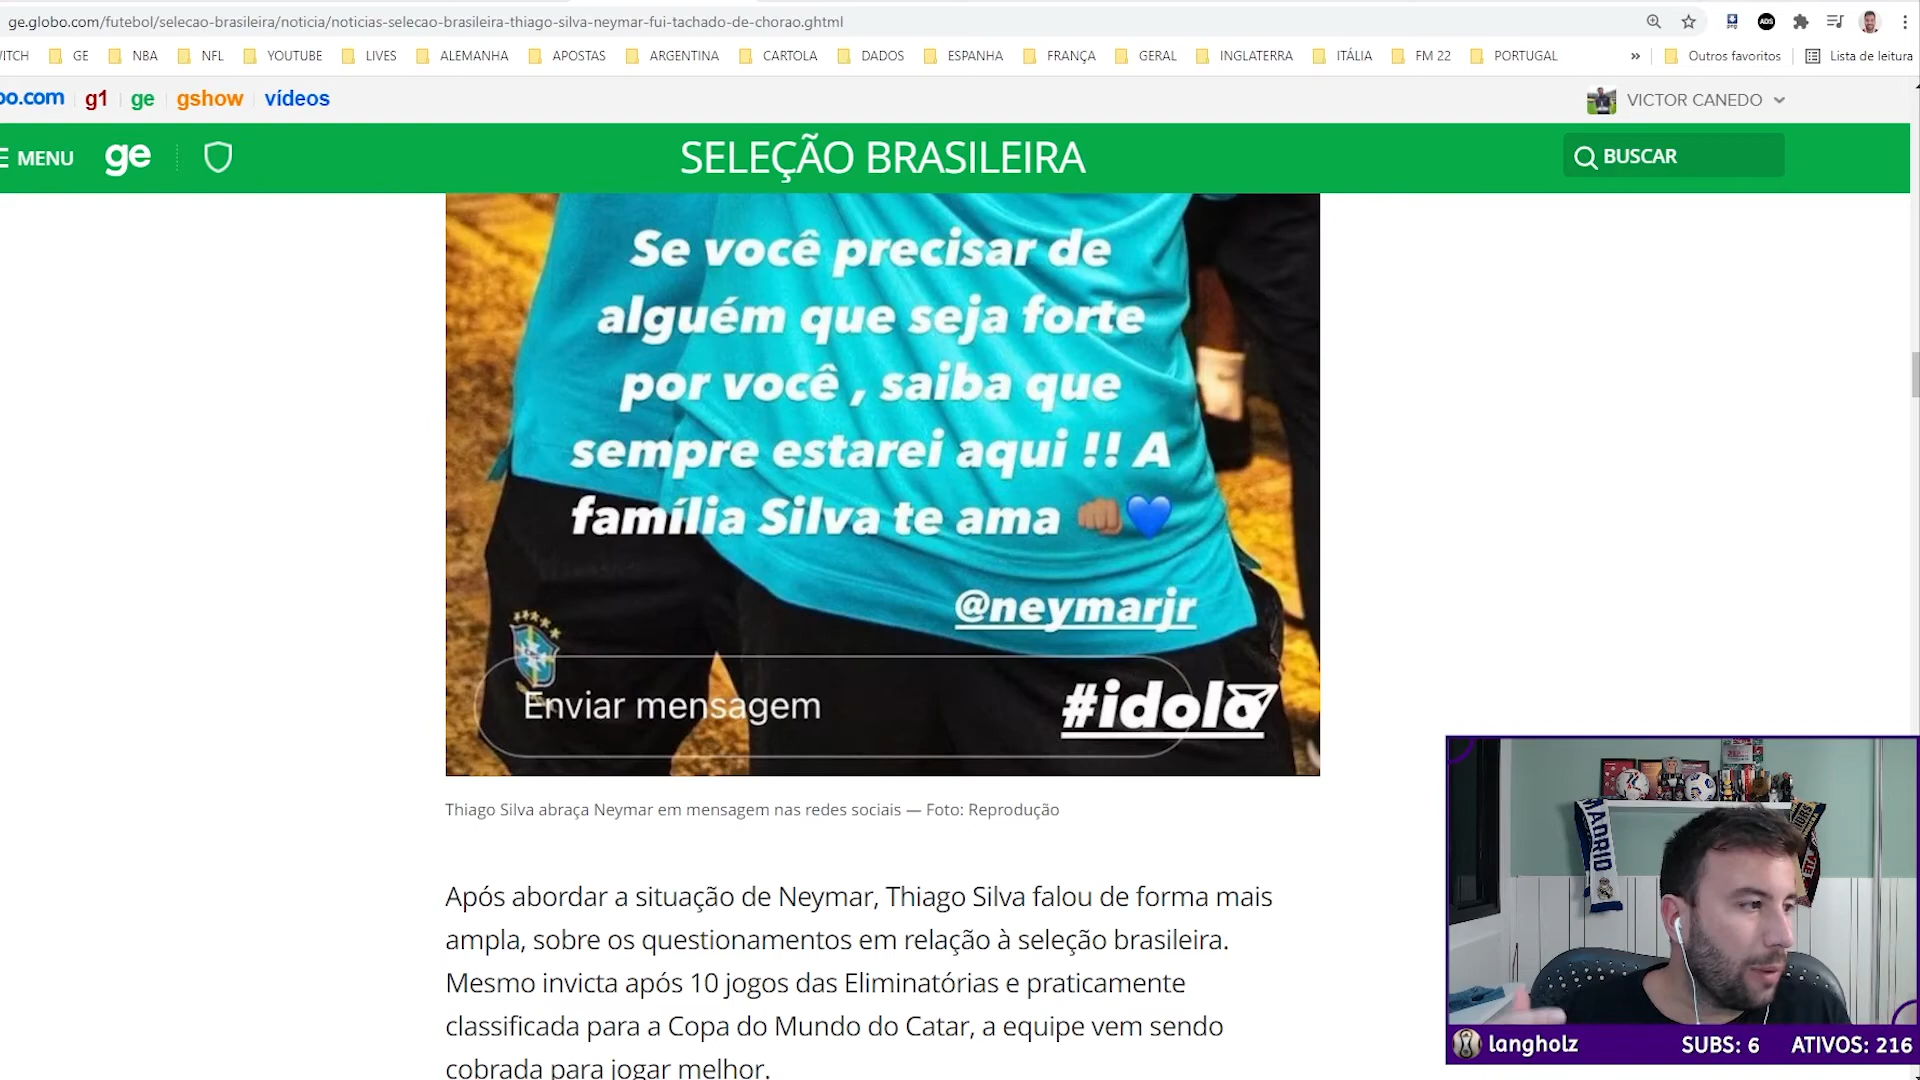 ge.globo.com/futebol/selecao-brasileira/noticia/noticias-selecao-brasileira-thiago-silva-neymar-fui-tachado-de-chorao.ghtml
ITCH GE NBA NFL YOUTUBE LIVES ALEMANHA APOSTAS ARGENTINA CARTOLA DADOS ESPANHA FRANÇA GERAL INGLATERRA ITÁLIA FM 22 PORTUGAL » Outros favoritos Lista de leitura
bo.com g1 ge gshow vídeos VICTOR CANEDO
MENU ge SELEÇÃO BRASILEIRA BUSCAR
Se você precisar de
alguém que seja forte
por você , saiba que
sempre estarei aqui !! A
família Silva te ama 👊🏽💙
@neymarjr
Enviar mensagem #idolo
Thiago Silva abraça Neymar em mensagem nas redes sociais — Foto: Reprodução
Após abordar a situação de Neymar, Thiago Silva falou de forma mais
ampla, sobre os questionamentos em relação à seleção brasileira.
Mesmo invicta após 10 jogos das Eliminatórias e praticamente
classificada para a Copa do Mundo do Catar, a equipe vem sendo
cobrada para jogar melhor.
MADRID
langholz SUBS: 6 ATIVOS: 216